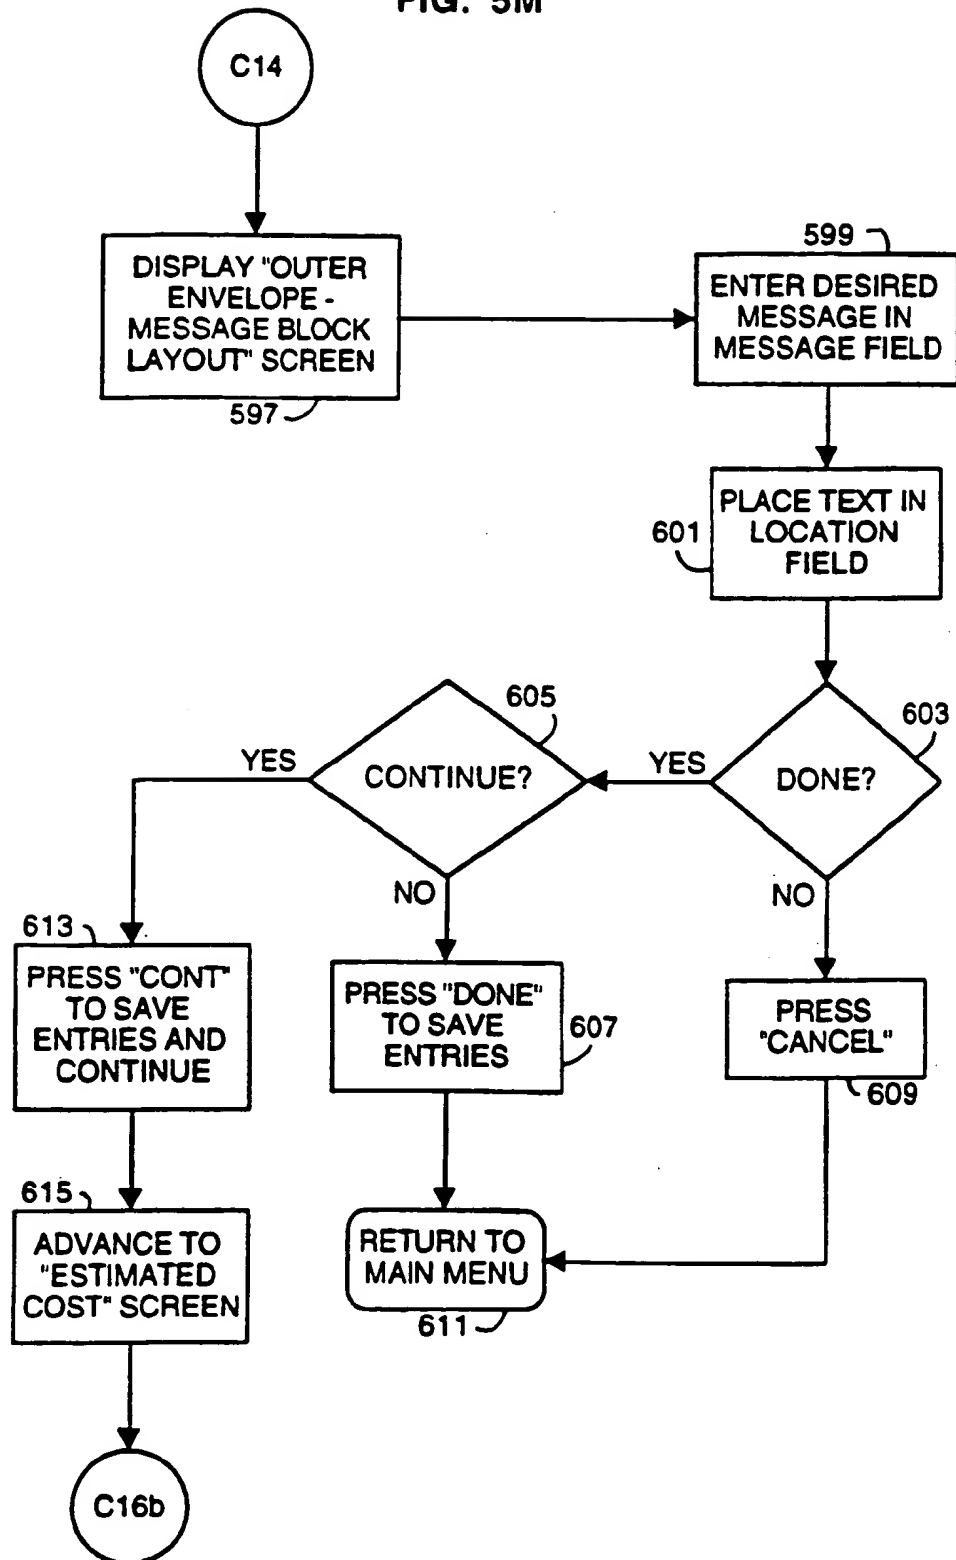 FIG. 5M
C14
DISPLAY "OUTER
ENVELOPE -
MESSAGE BLOCK
LAYOUT" SCREEN
597
599
ENTER DESIRED
MESSAGE IN
MESSAGE FIELD
601
PLACE TEXT IN
LOCATION
FIELD
603
DONE?
YES
NO
605
CONTINUE?
YES
NO
613
PRESS "CONT"
TO SAVE
ENTRIES AND
CONTINUE
PRESS "DONE"
TO SAVE
ENTRIES
607
PRESS
"CANCEL"
609
615
ADVANCE TO
"ESTIMATED
COST" SCREEN
RETURN TO
MAIN MENU
611
C16b